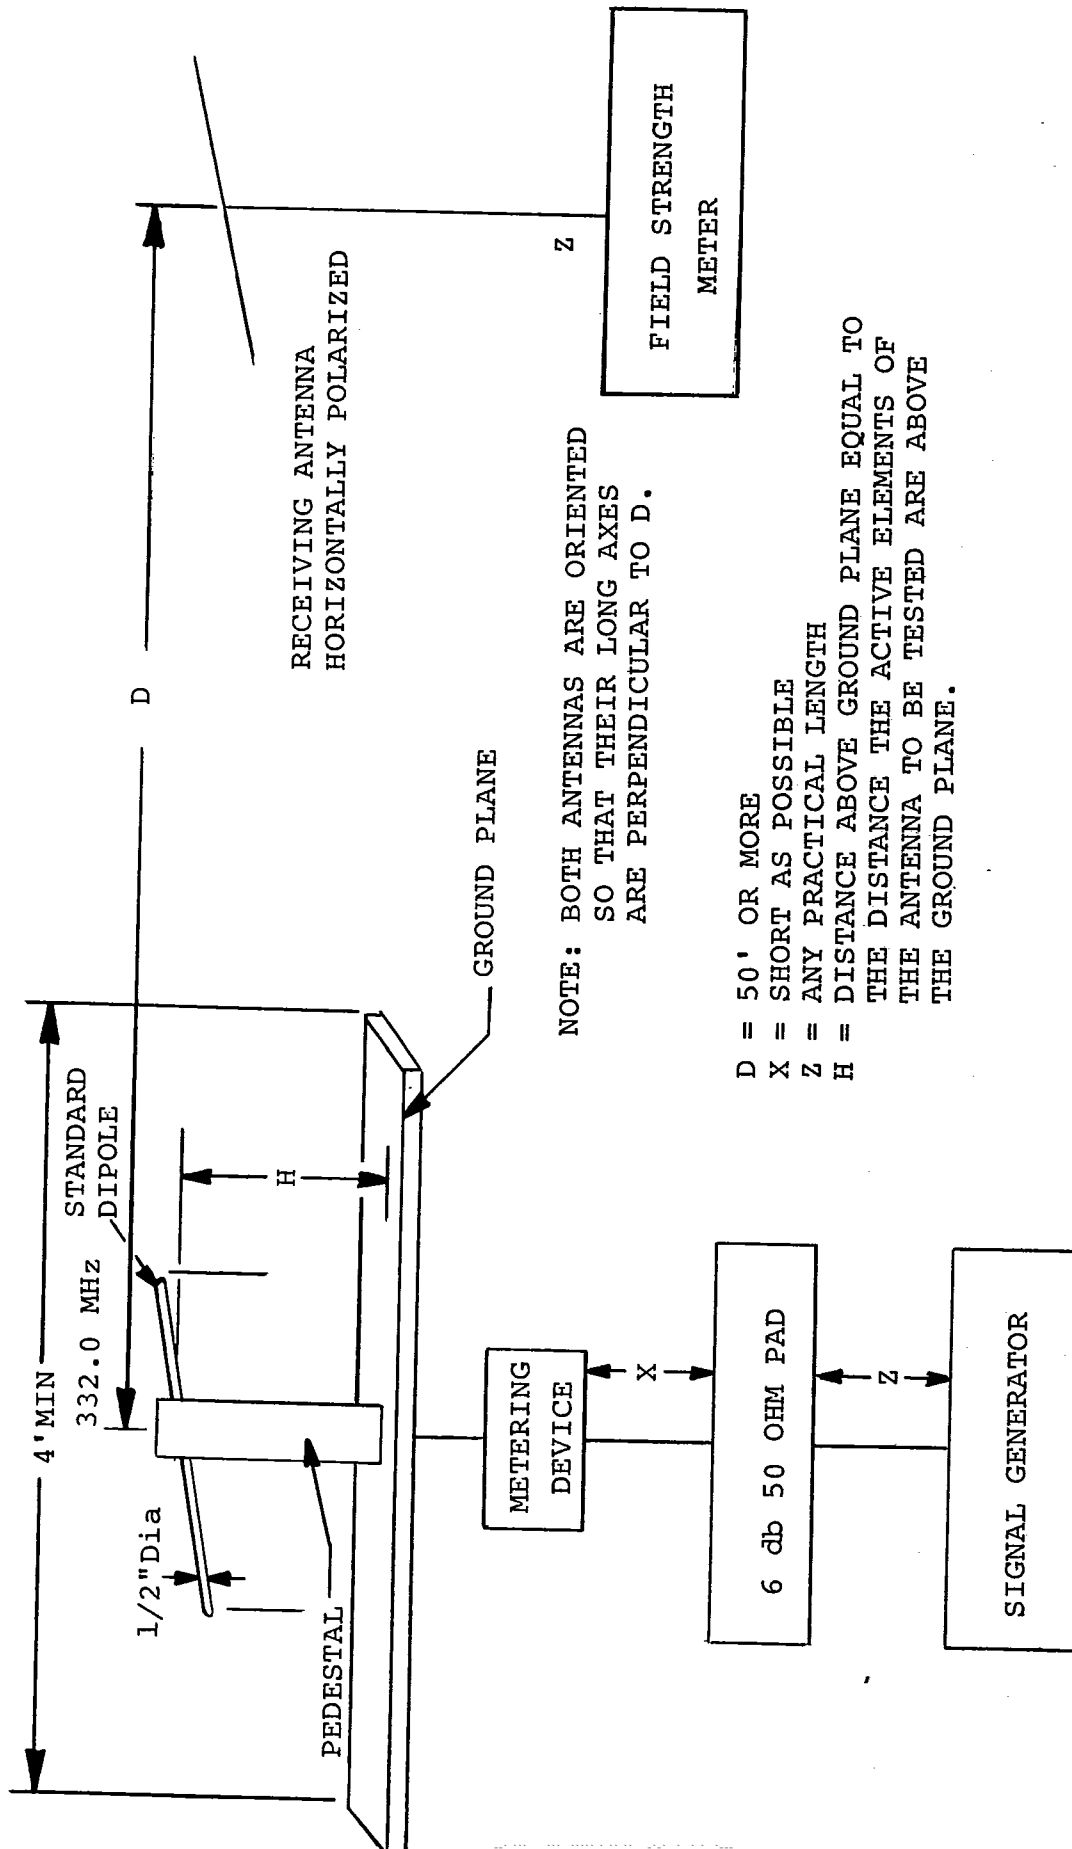 4'MIN
332.0 MHz
STANDARD
DIPOLE
1/2"Dia
H
D
PEDESTAL
GROUND PLANE
RECEIVING ANTENNA
HORIZONTALLY POLARIZED
Z
FIELD STRENGTH
METER
METERING
DEVICE
X
6 db 50 OHM PAD
Z
SIGNAL GENERATOR
NOTE: BOTH ANTENNAS ARE ORIENTED
SO THAT THEIR LONG AXES
ARE PERPENDICULAR TO D.
D = 50' OR MORE
X = SHORT AS POSSIBLE
Z = ANY PRACTICAL LENGTH
H = DISTANCE ABOVE GROUND PLANE EQUAL TO
THE DISTANCE THE ACTIVE ELEMENTS OF
THE ANTENNA TO BE TESTED ARE ABOVE
THE GROUND PLANE.